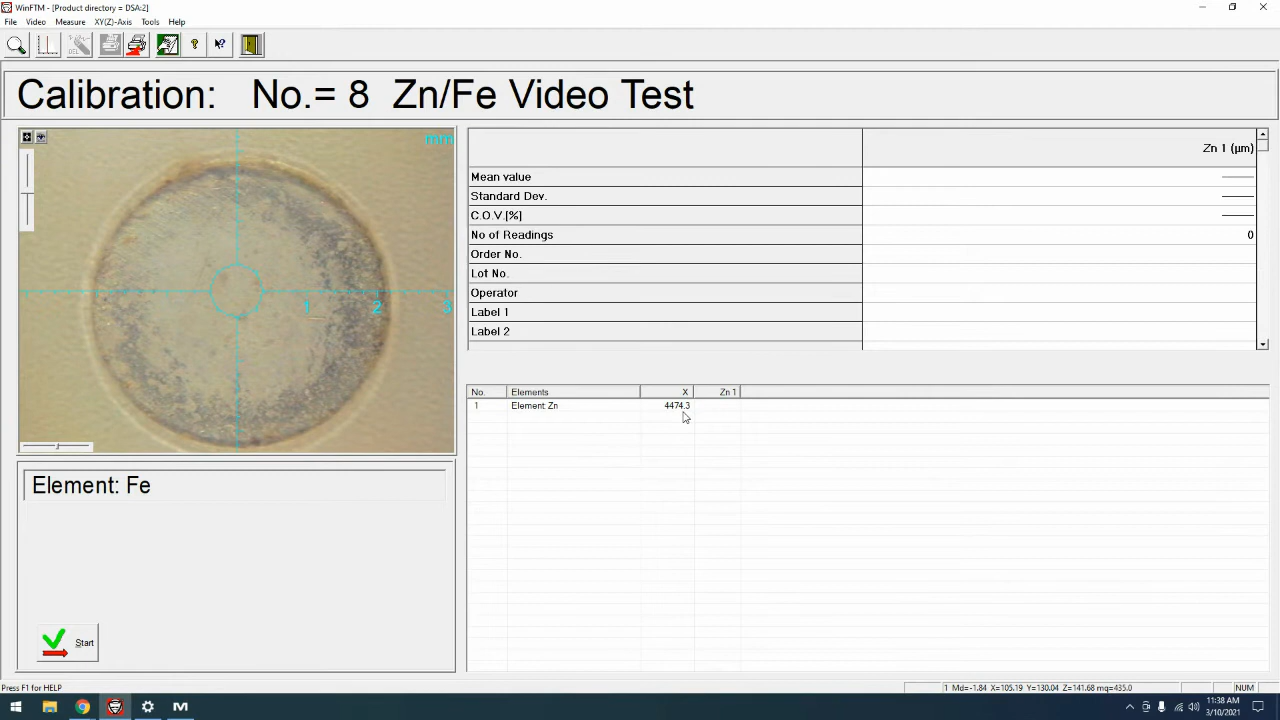 WinFTM - [Product directory = DSA:2]
File Video Measure XY(Z)-Axis Tools Help
DEL
Calibration: No.= 8 Zn/Fe Video Test
mm
1 2 3
Zn 1 (µm)
Mean value
Standard Dev.
C.O.V.[%]
No of Readings 0
Order No.
Lot No.
Operator
Label 1
Label 2
No. Elements X Zn 1
1 Element Zn 4474.3
Element: Fe
Start
Press F1 for HELP
1 Md=-1.84 X=105.19 Y=130.04 Z=141.68 mq=435.0 NUM
11:38 AM
3/10/2021